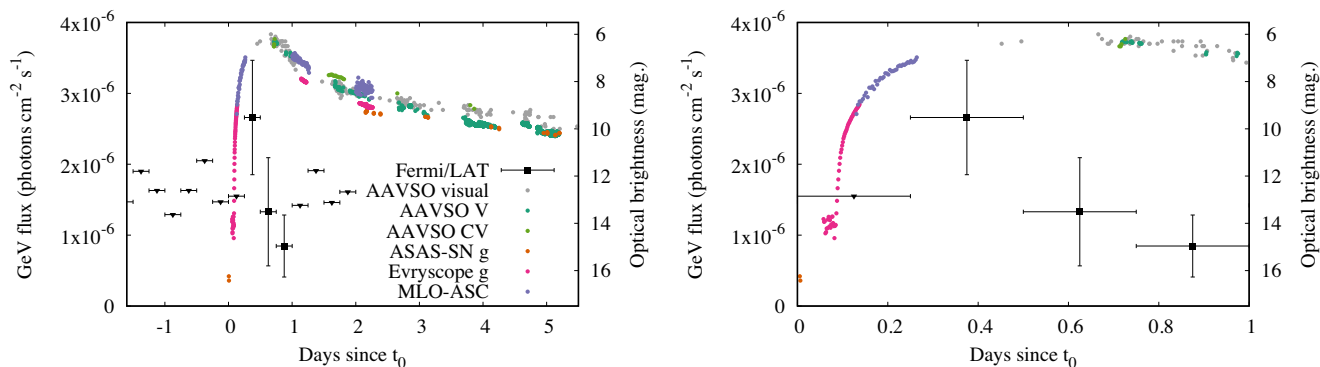 4x10-6
3x10-6
2x10-6
1x10-6
0
GeV flux (photons cm-2 s-1)
-1 0 1 2 3 4 5
Days since t0
6
8
10
12
14
16
Optical brightness (mag.)
Fermi/LAT
AAVSO visual
AAVSO V
AAVSO CV
ASAS-SN g
Evryscope g
MLO-ASC
4x10-6
3x10-6
2x10-6
1x10-6
0
GeV flux (photons cm-2 s-1)
0 0.2 0.4 0.6 0.8 1
Days since t0
6
8
10
12
14
16
Optical brightness (mag.)